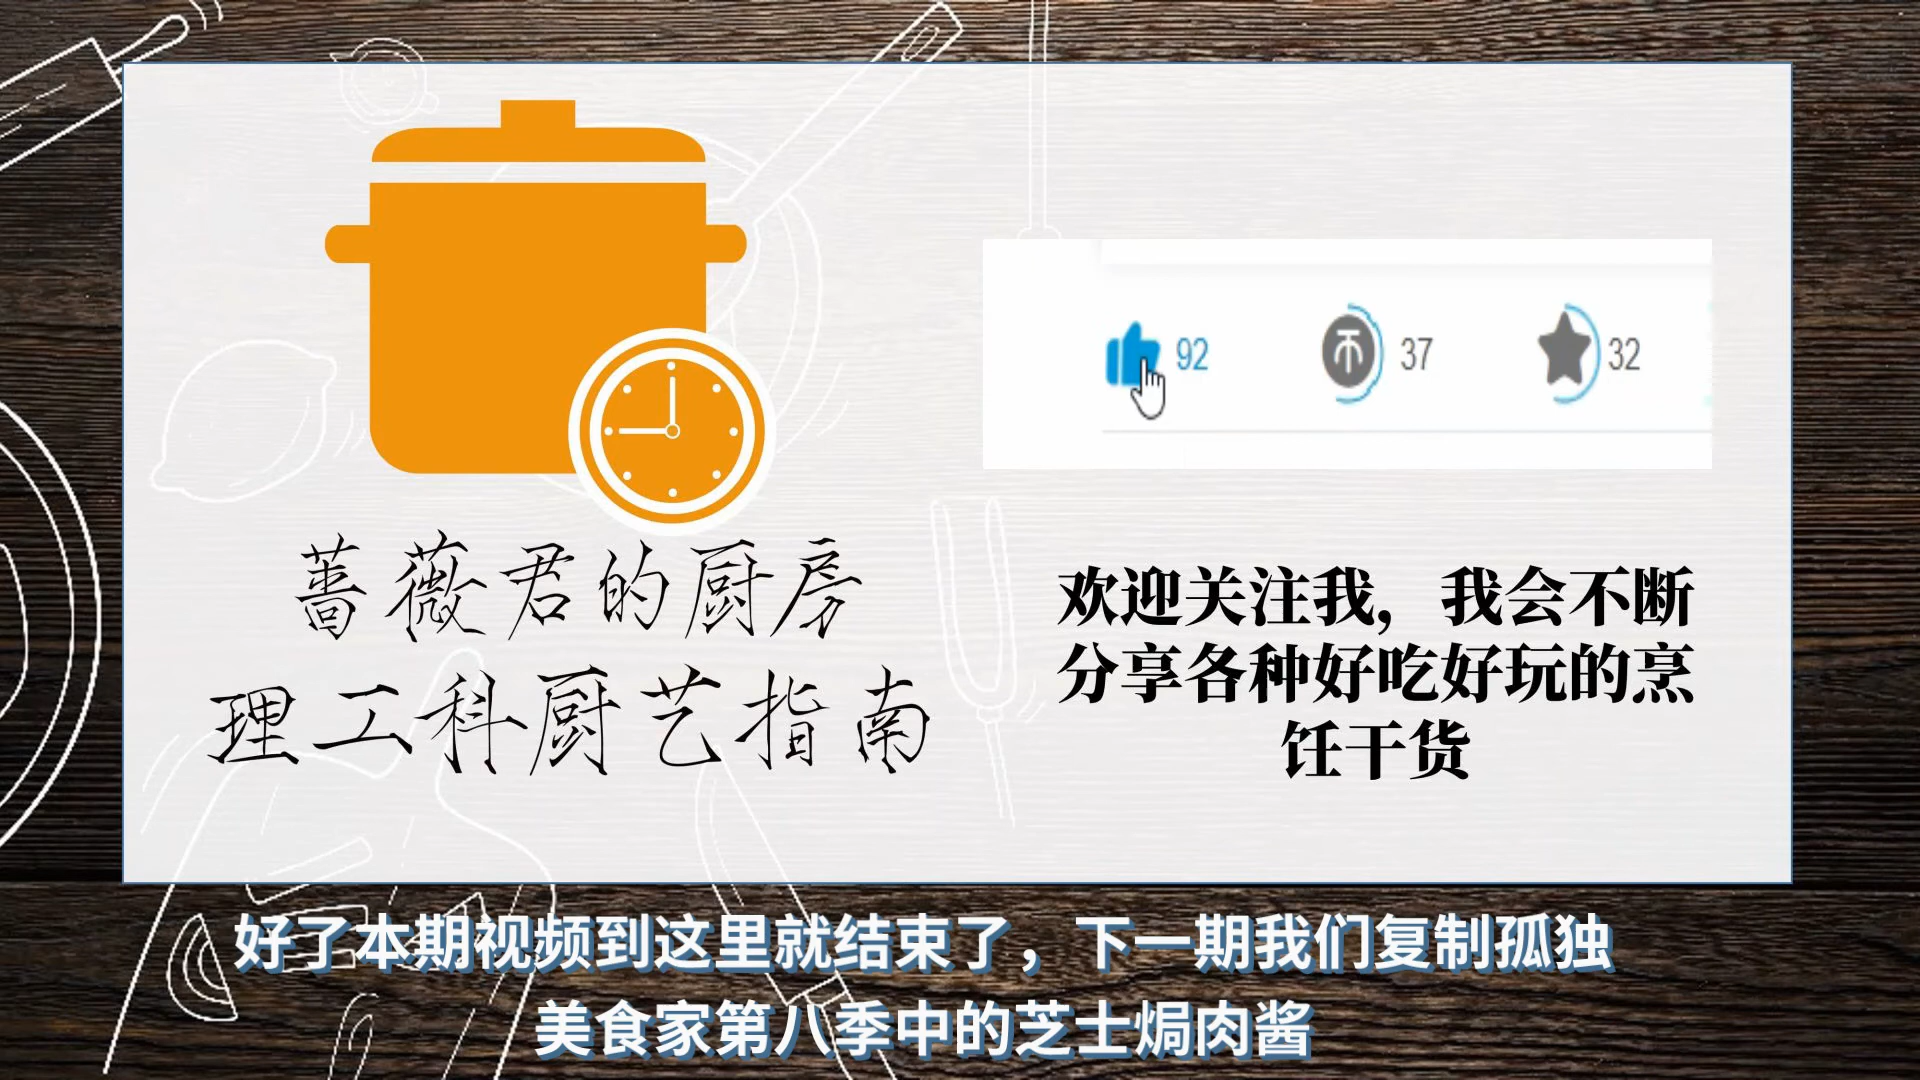 92
37
32
蔷薇君的厨房
理工科厨艺指南
欢迎关注我，我会不断
分享各种好吃好玩的烹
饪干货
好了本期视频到这里就结束了，下一期我们复制孤独
美食家第八季中的芝士焗肉酱